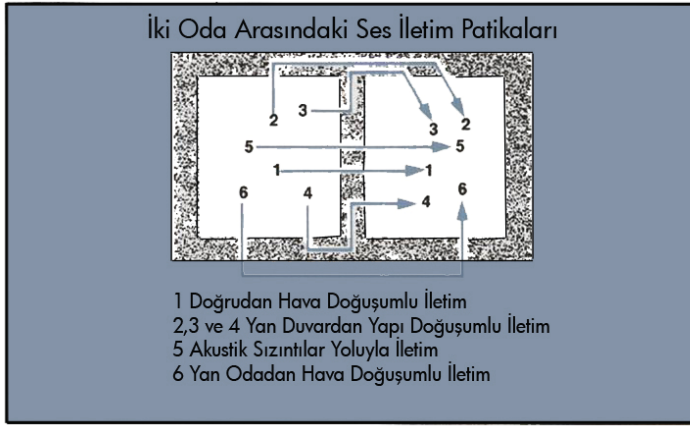 İki Oda Arasındaki Ses İletim Patikaları
2 3 3 2
5 5
1 1
6 4 4 6
1 Doğrudan Hava Doğuşumlu İletim
2,3 ve 4 Yan Duvardan Yapı Doğuşumlu İletim
5 Akustik Sızıntılar Yoluyla İletim
6 Yan Odadan Hava Doğuşumlu İletim